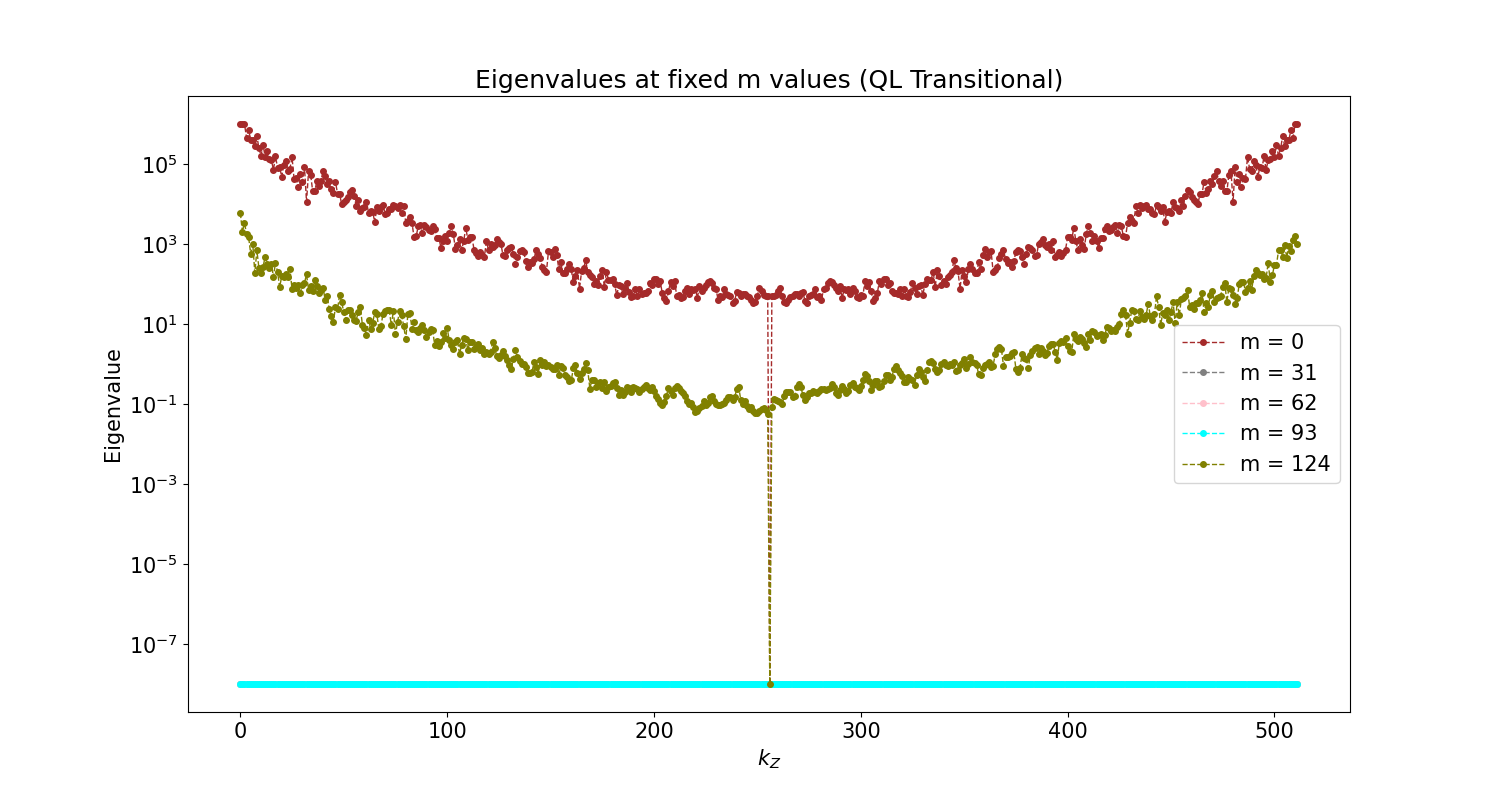 Eigenvalues at fixed m values (QL Transitional)
Eigenvalue
10^5
10^3
10^1
10^−1
10^−3
10^−5
10^−7
m = 0
m = 31
m = 62
m = 93
m = 124
0 100 200 300 400 500
k_Z